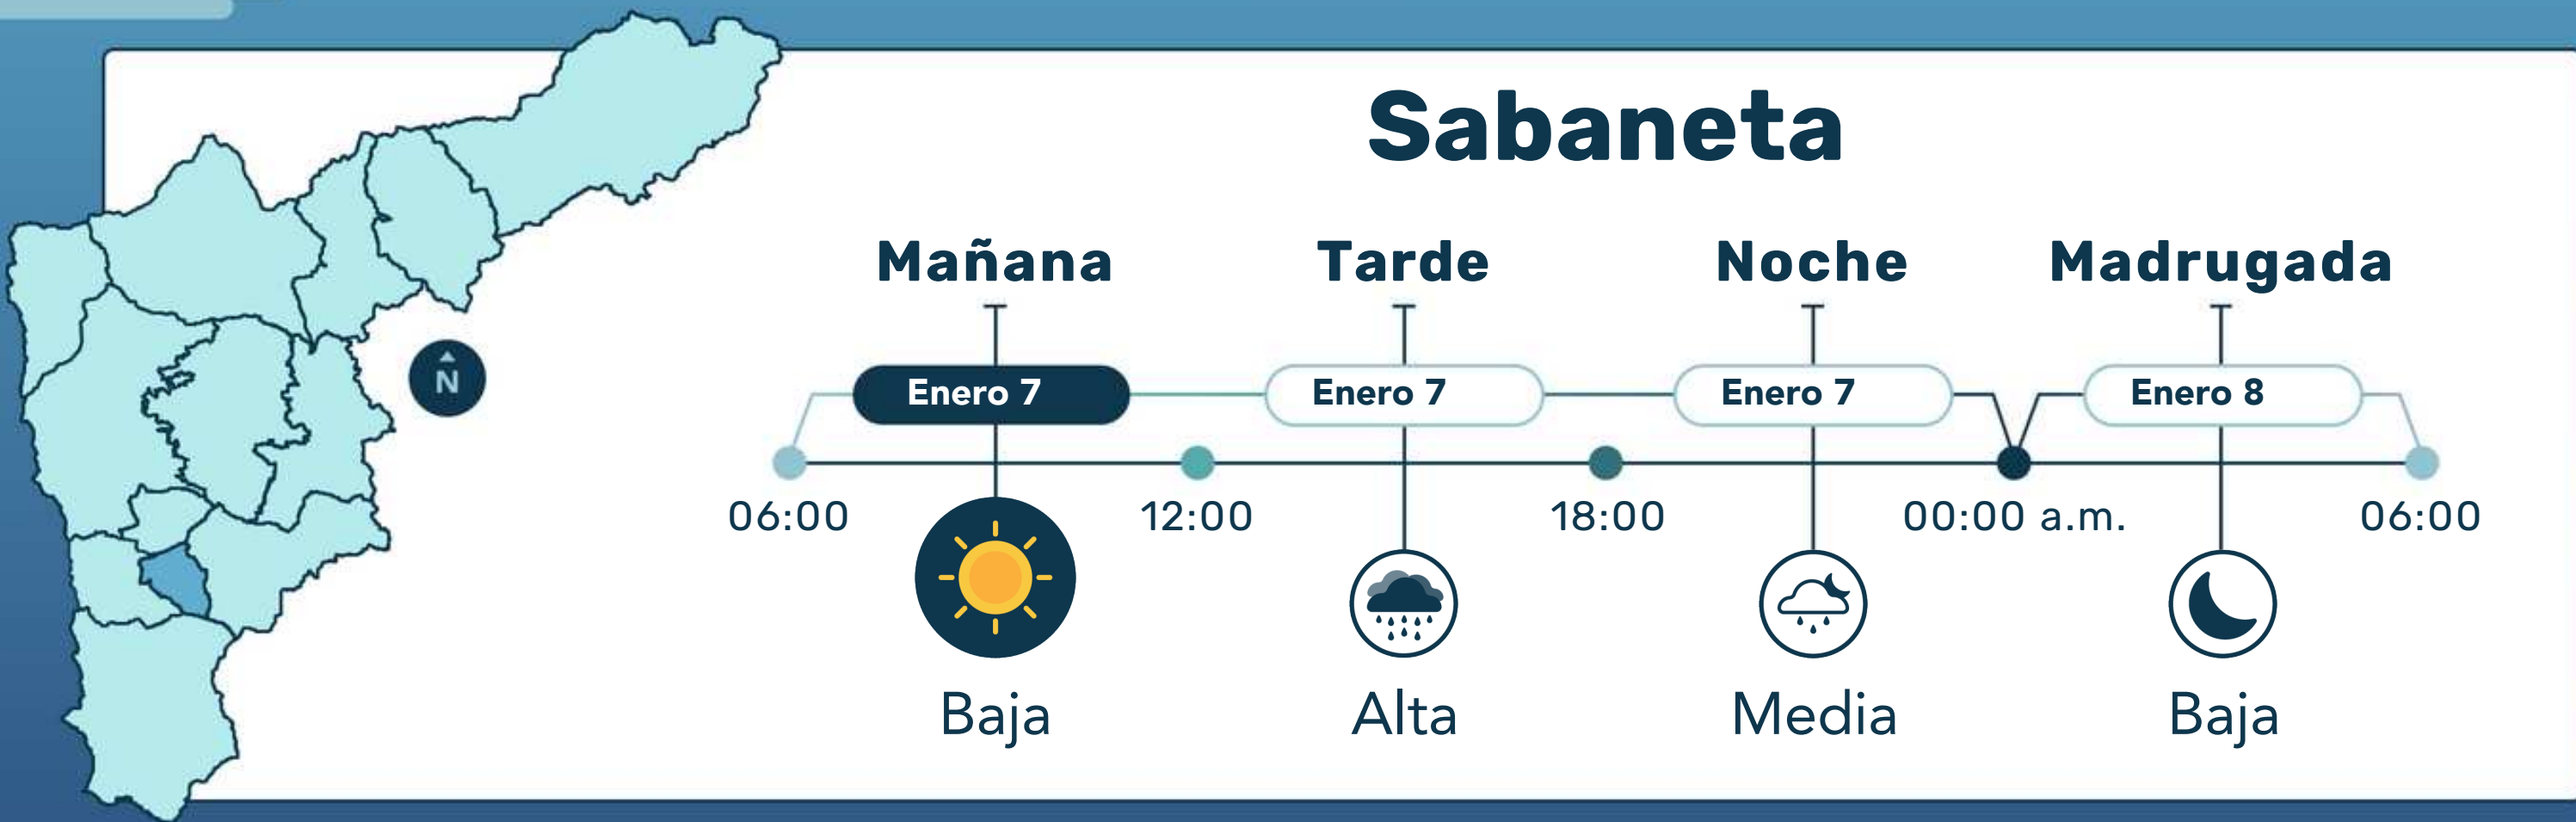 Sabaneta
Mañana Tarde Noche Madrugada
Enero 7 Enero 7 Enero 7 Enero 8
N
06:00 12:00 18:00 00:00 a.m. 06:00
Baja Alta Media Baja